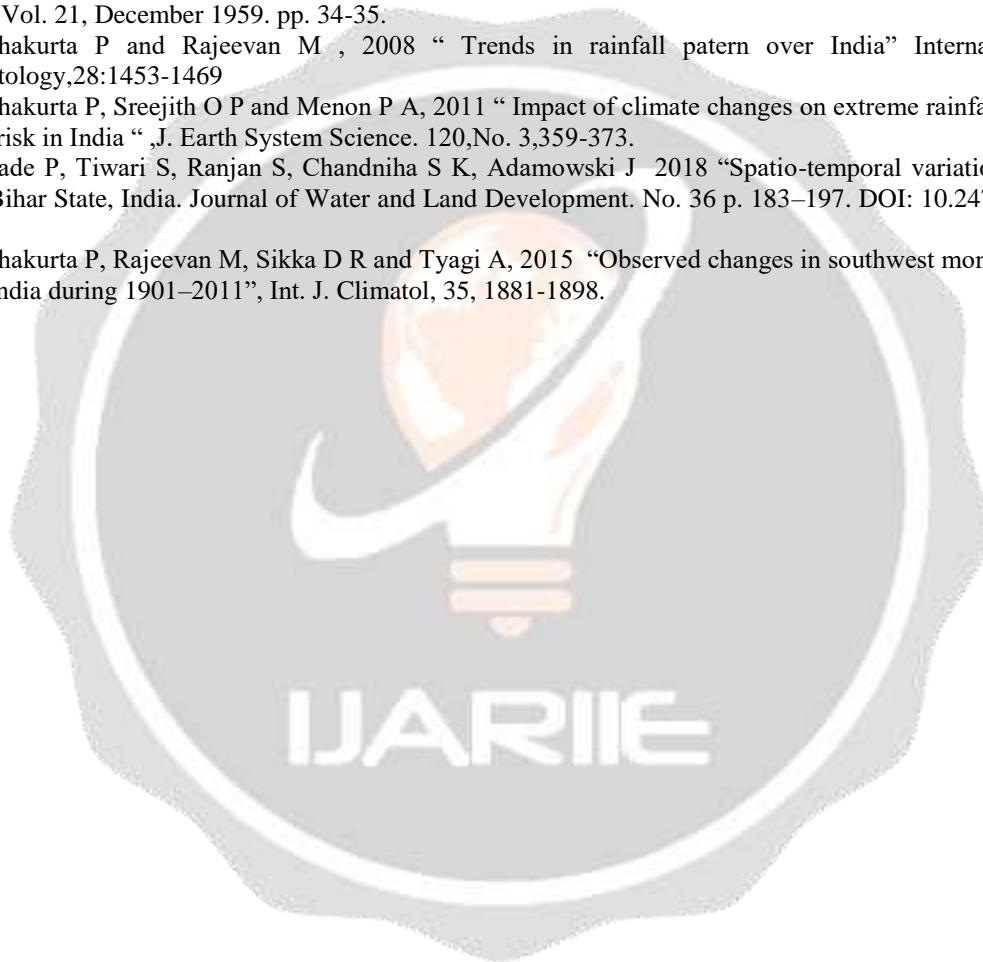 Vol. 21, December 1959. pp. 34-35.
hakurta P and Rajeevan M , 2008 “ Trends in rainfall patern over India” Interna
tology,28:1453-1469
hakurta P, Sreejith O P and Menon P A, 2011 “ Impact of climate changes on extreme rainfa
risk in India “ ,J. Earth System Science. 120,No. 3,359-373.
ade P, Tiwari S, Ranjan S, Chandniha S K, Adamowski J 2018 “Spatio-temporal variatio
Bihar State, India. Journal of Water and Land Development. No. 36 p. 183–197. DOI: 10.247
hakurta P, Rajeevan M, Sikka D R and Tyagi A, 2015 “Observed changes in southwest mon
ndia during 1901–2011”, Int. J. Climatol, 35, 1881-1898.
IJARIIE